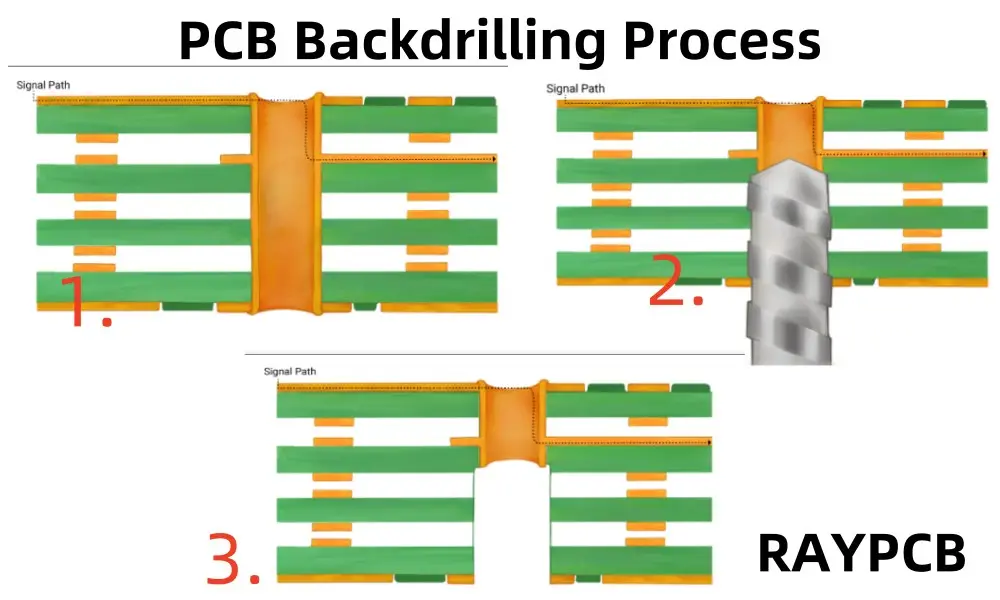 PCB Backdrilling Process
Signal Path
Signal Path
1.
2.
Signal Path
3.
RAYPCB